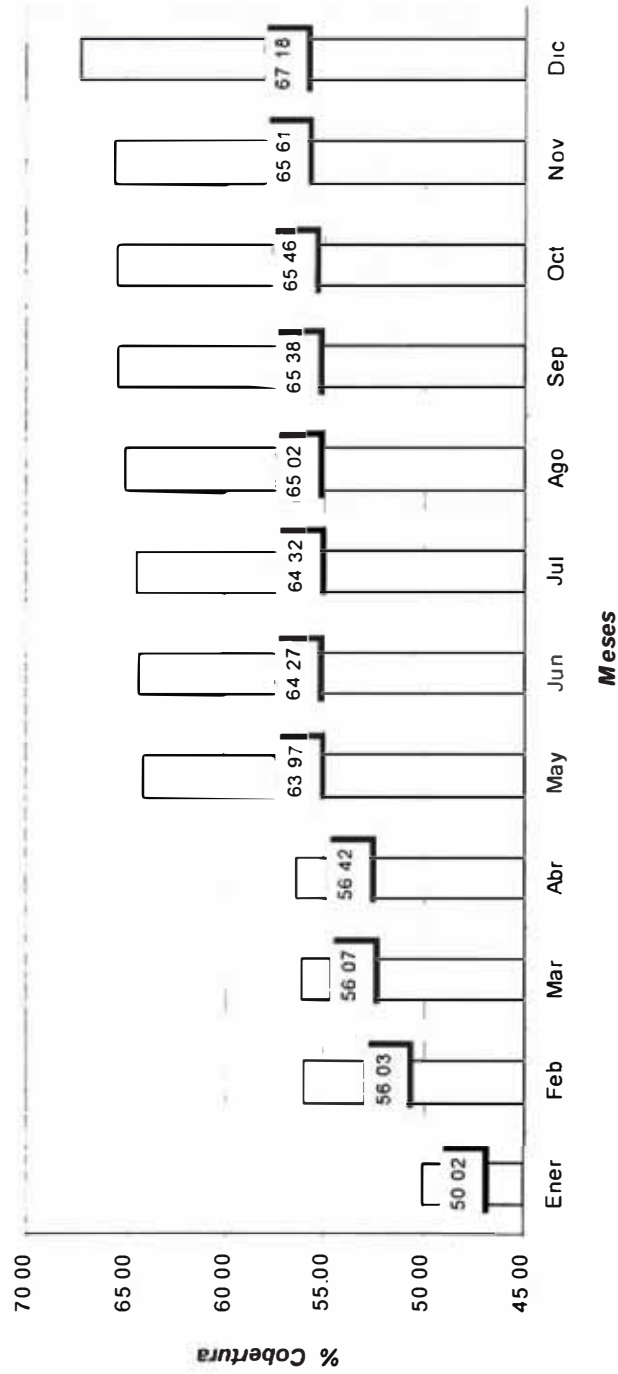 % Cobertura
70 00
65 00
60 00
55.00
50 00
45 00
50 02
56 03
56 07
56 42
63 97
64 27
64 32
65 02
65 38
65 46
65 61
67 18
Ener
Feb
Mar
Abr
May
Jun
Jul
Ago
Sep
Oct
Nov
Dic
Meses